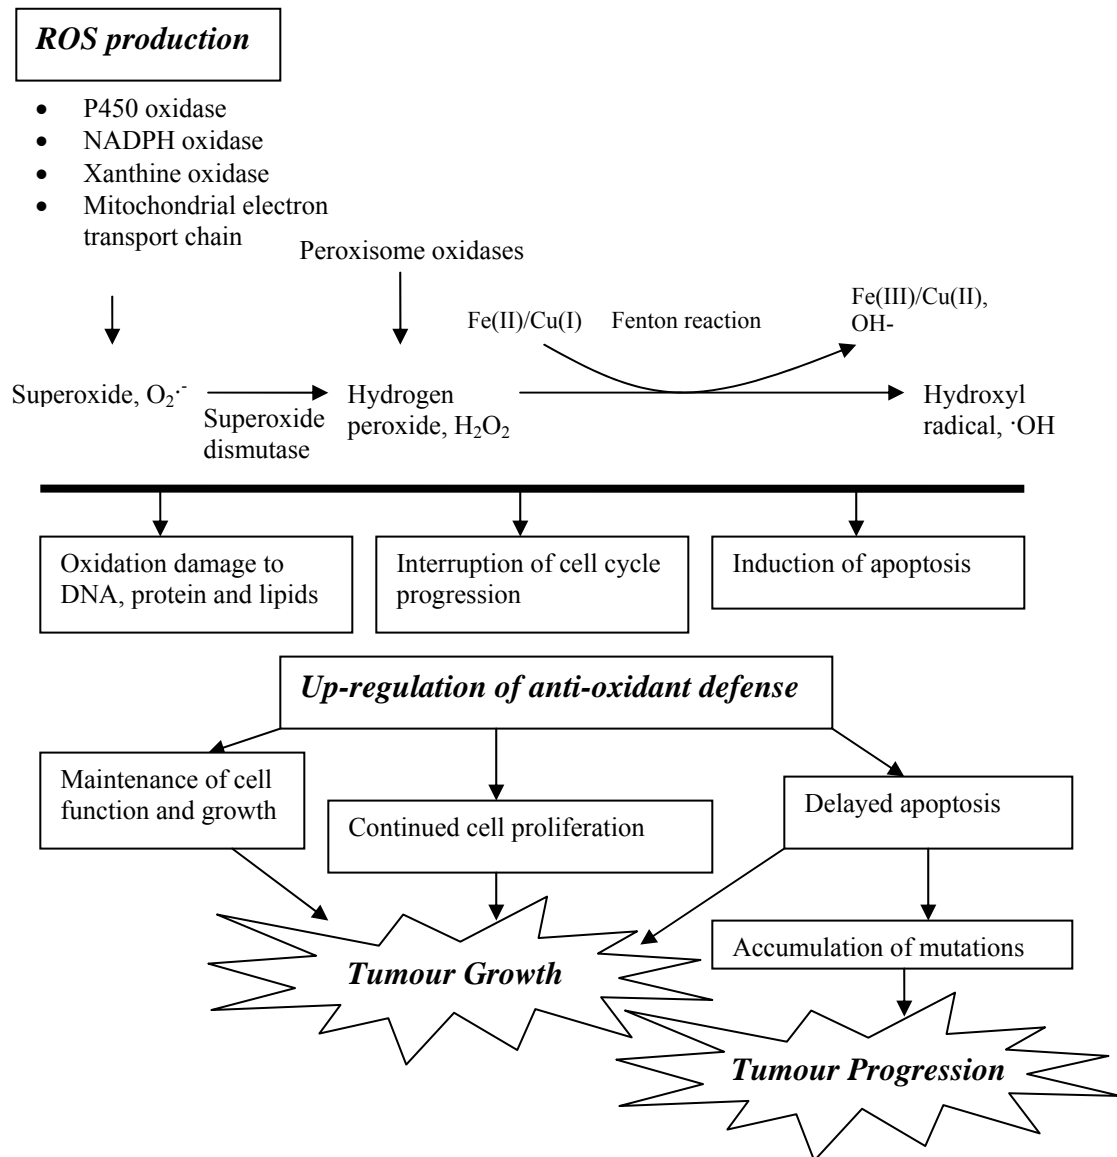 ROS production
• P450 oxidase
• NADPH oxidase
• Xanthine oxidase
• Mitochondrial electron
transport chain
Peroxisome oxidases
Fe(II)/Cu(I)
Fenton reaction
Fe(III)/Cu(II),
OH-
Superoxide, O₂·⁻
Superoxide
dismutase
Hydrogen
peroxide, H₂O₂
Hydroxyl
radical, ·OH
Oxidation damage to
DNA, protein and lipids
Interruption of cell cycle
progression
Induction of apoptosis
Up-regulation of anti-oxidant defense
Maintenance of cell
function and growth
Continued cell proliferation
Delayed apoptosis
Accumulation of mutations
Tumour Growth
Tumour Progression